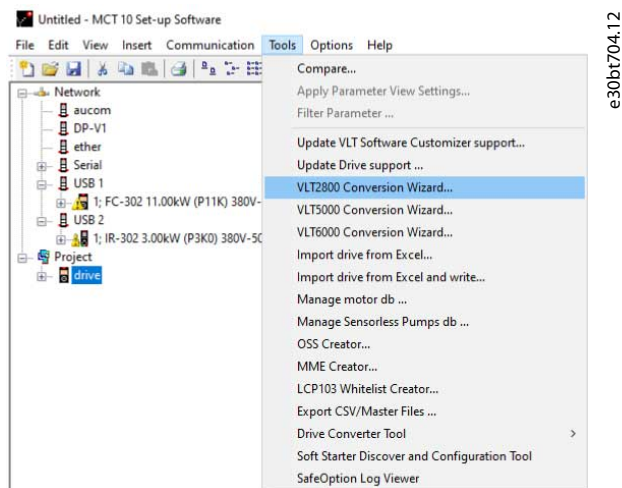 Untitled - MCT 10 Set-up Software
File Edit View Insert Communication Tools Options Help
Network
aucom
DP-V1
ether
Serial
USB 1
1; FC-302 11.00kW (P11K) 380V-
USB 2
1; IR-302 3.00kW (P3K0) 380V-50
Project
drive
Compare...
Apply Parameter View Settings...
Filter Parameter ...
Update VLT Software Customizer support...
Update Drive support ...
VLT2800 Conversion Wizard...
VLT5000 Conversion Wizard...
VLT6000 Conversion Wizard...
Import drive from Excel...
Import drive from Excel and write...
Manage motor db ...
Manage Sensorless Pumps db ...
OSS Creator...
MME Creator...
LCP103 Whitelist Creator...
Export CSV/Master Files ...
Drive Converter Tool
Soft Starter Discover and Configuration Tool
SafeOption Log Viewer
e30bt704.12